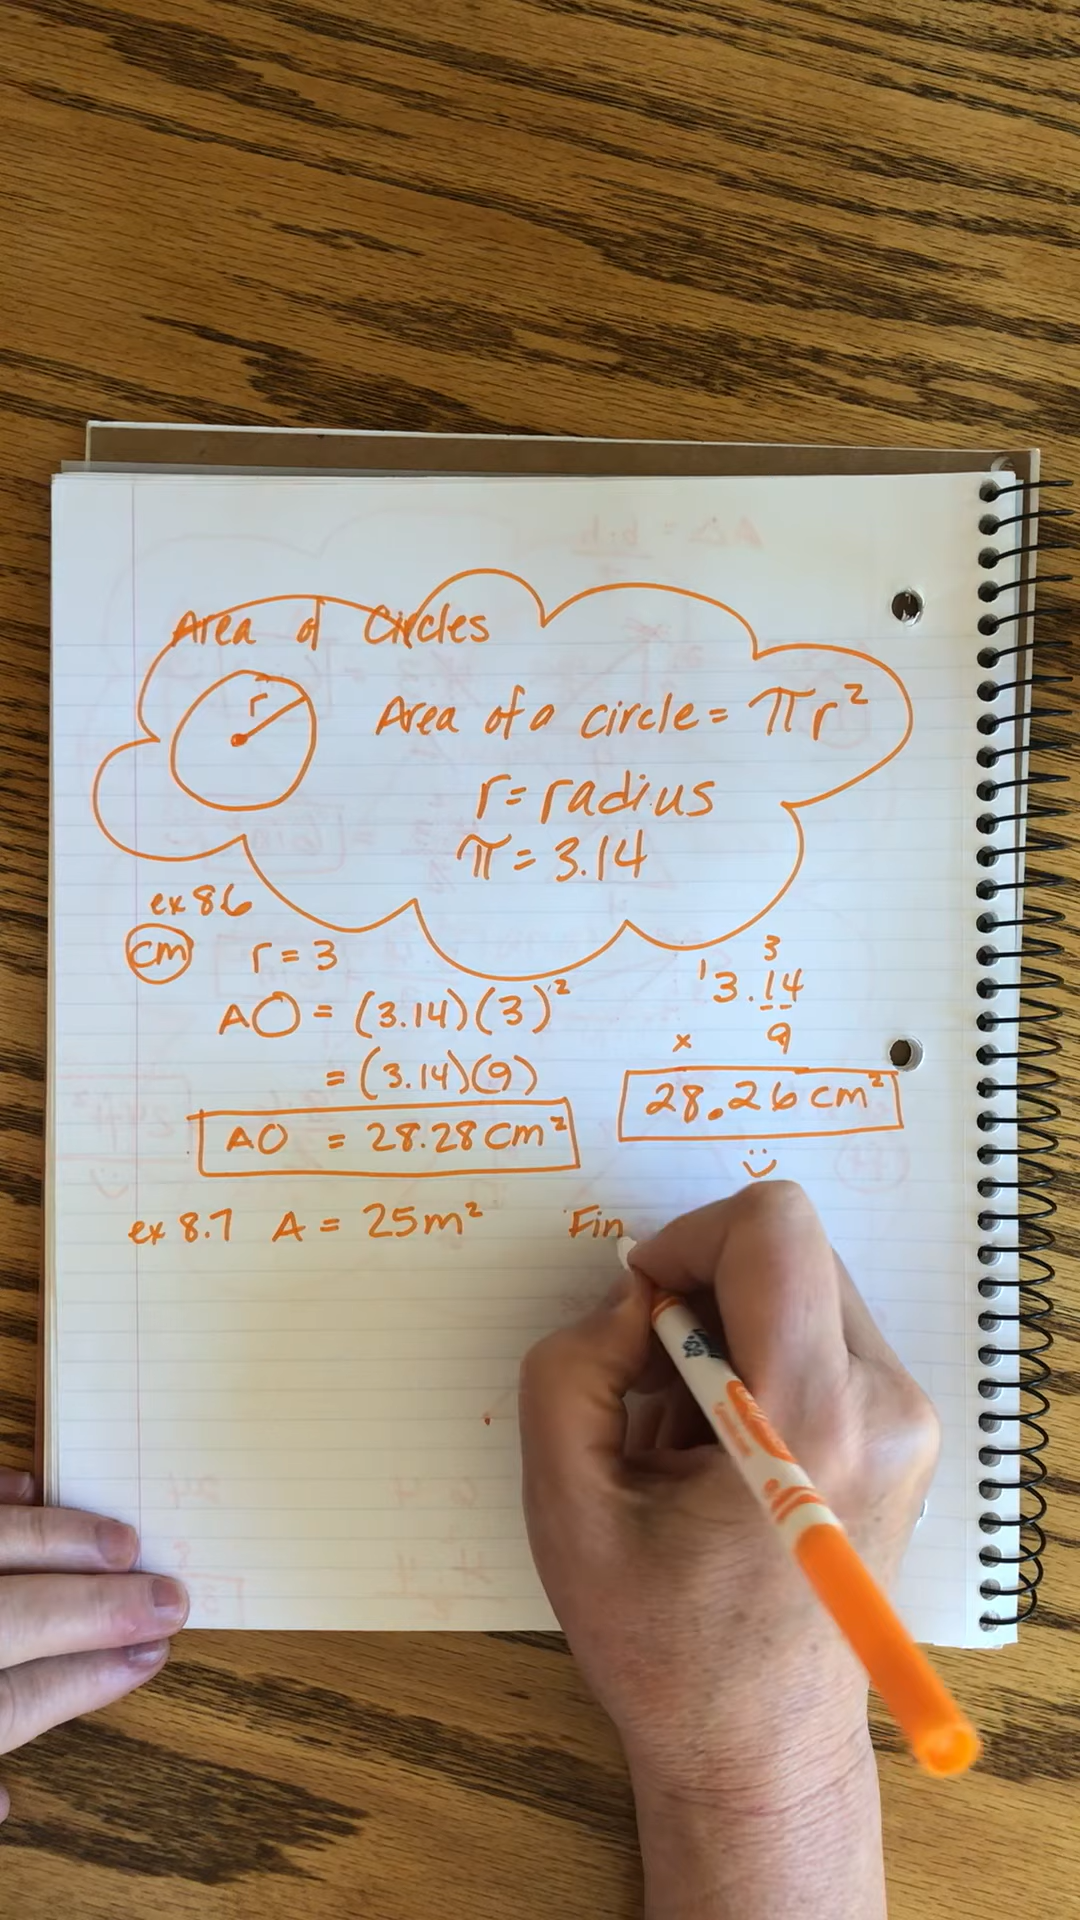 Area of Circles
r
Area of a circle = πr²
r = radius
π = 3.14
ex 8.6
cm r = 3
AO = (3.14)(3)²
= (3.14)(9)
AO = 28.28 cm²
3
1
3.14
x 9
28.26 cm²
ex 8.7 A = 25m² Fin